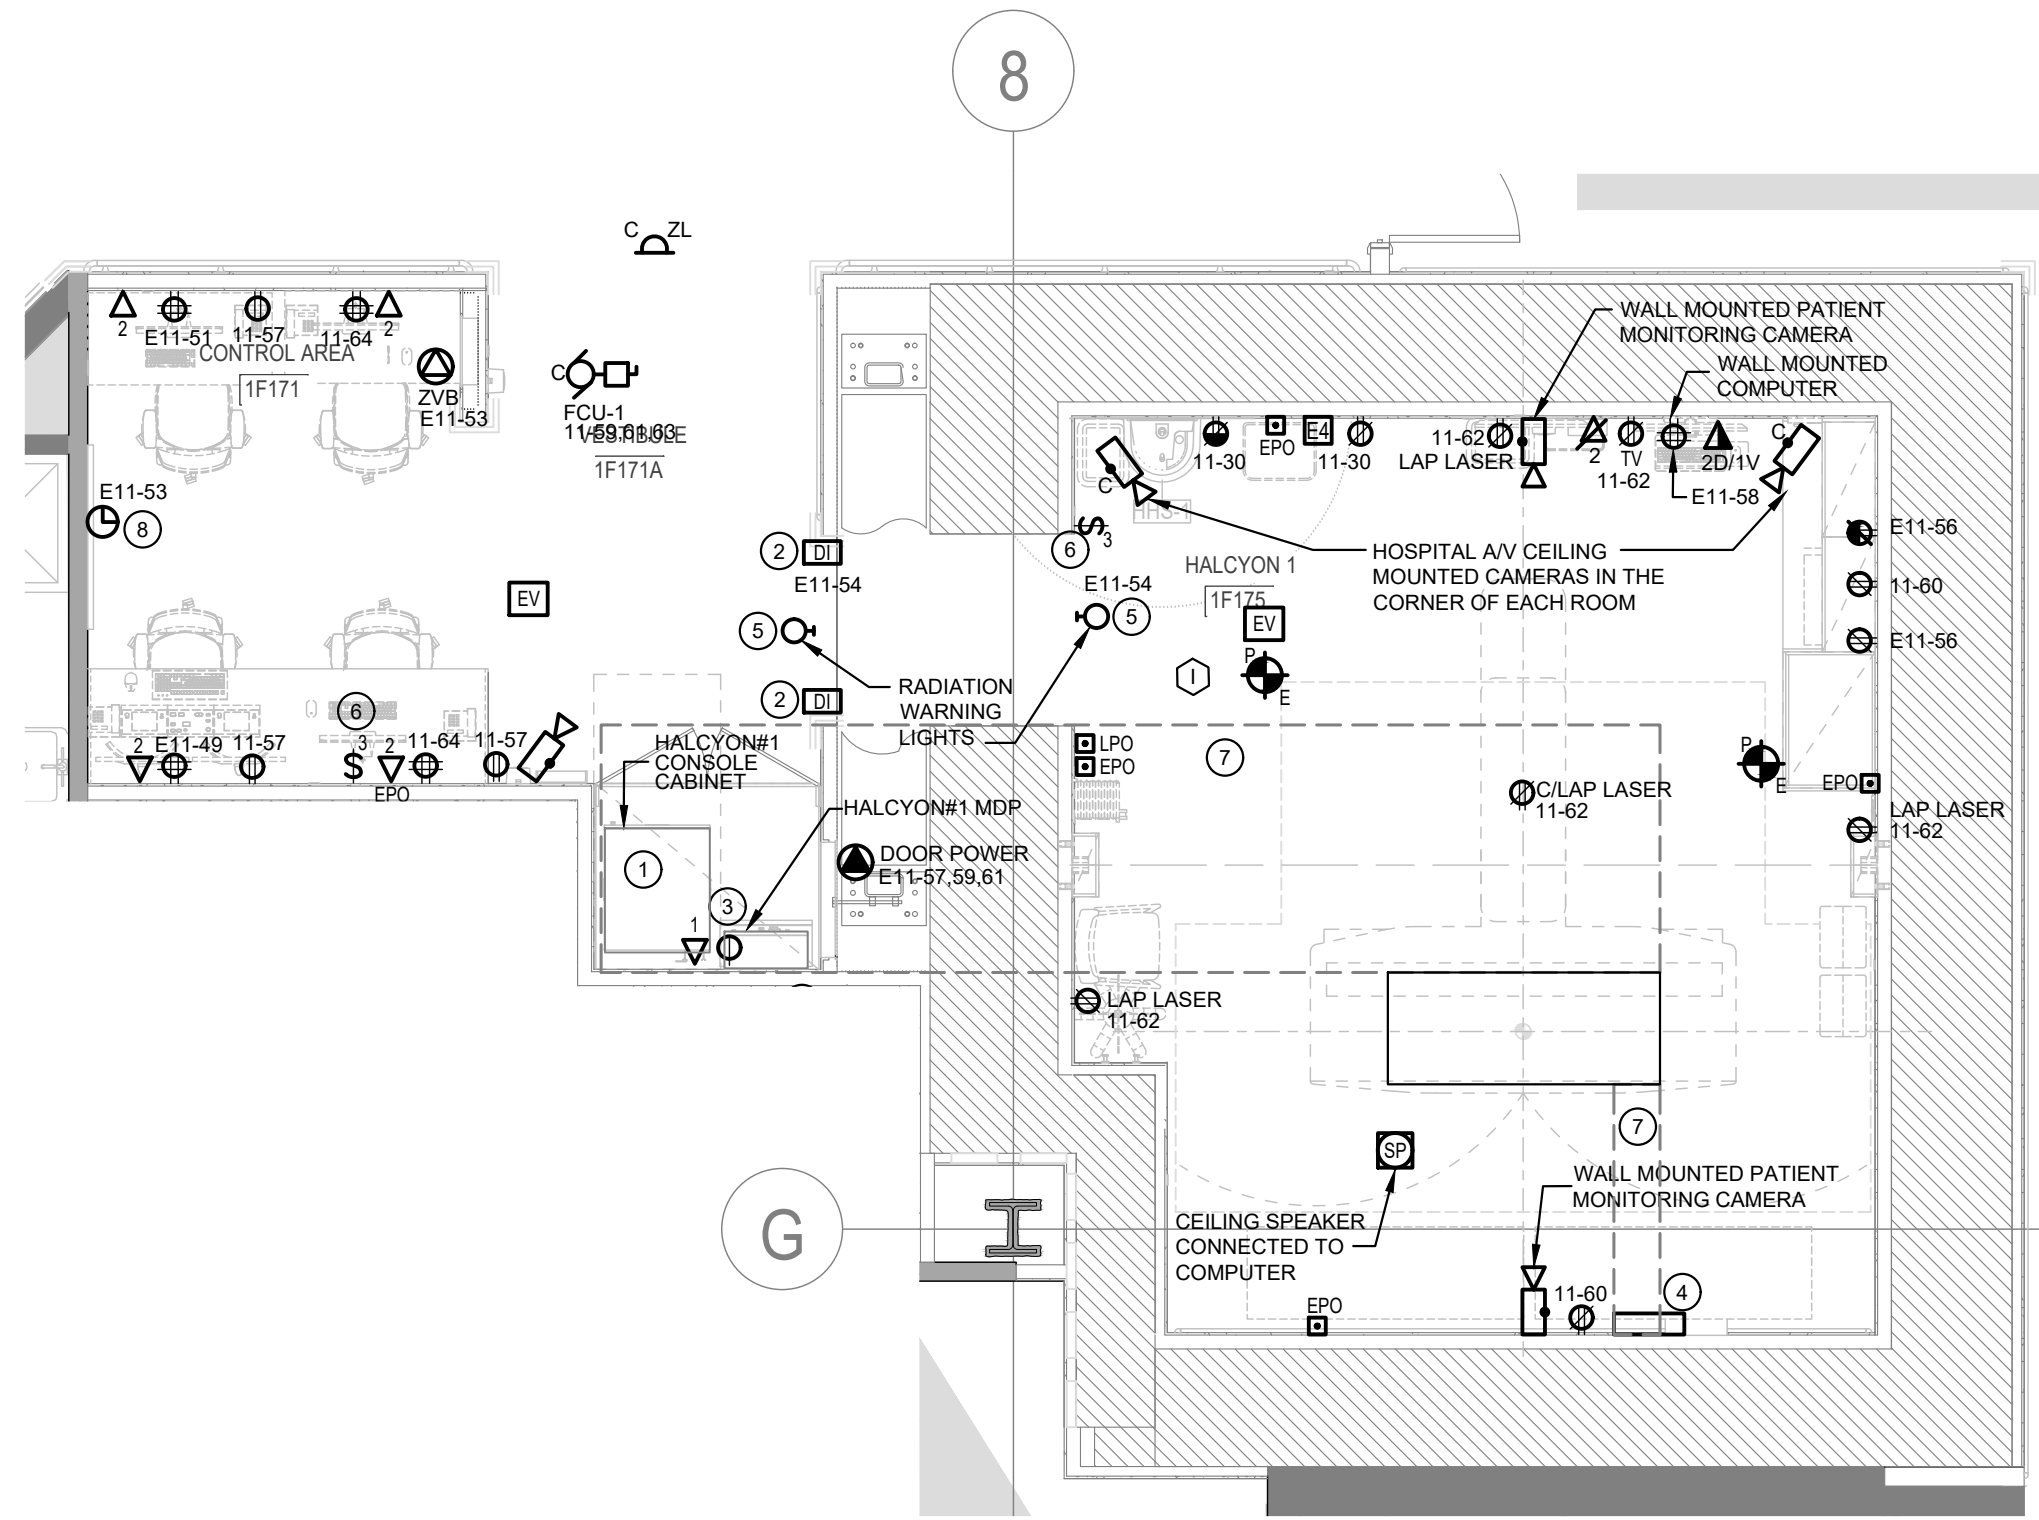 8
C ZL
2
E11-51
11-57
11-64
2
CONTROL AREA
1F171
ZVB
E11-53
C
FCU-1
11-59,61,63
VESTIBULE
1F171A
E11-53
8
EV
2
DI
E11-54
5
2
DI
RADIATION
WARNING
LIGHTS
6
2
E11-49
11-57
3
S
2
11-64
11-57
EPO
HALCYON#1
CONSOLE
CABINET
HALCYON#1 MDP
1
3
1
DOOR POWER
E11-57,59,61
WALL MOUNTED PATIENT
MONITORING CAMERA
WALL MOUNTED
COMPUTER
C
HHS-1
11-30
EPO
E4
11-30
11-62
LAP LASER
2
TV
11-62
2D/1V
E11-58
C
S
3
6
E11-54
5
HALCYON 1
1F175
HOSPITAL A/V CEILING
MOUNTED CAMERAS IN THE
CORNER OF EACH ROOM
E11-56
11-60
E11-56
EV
I
P
E
LPO
EPO
7
P
E
C/LAP LASER
11-62
EPO
LAP LASER
11-62
LAP LASER
11-62
7
SP
WALL MOUNTED PATIENT
MONITORING CAMERA
G
CEILING SPEAKER
CONNECTED TO
COMPUTER
EPO
11-60
4